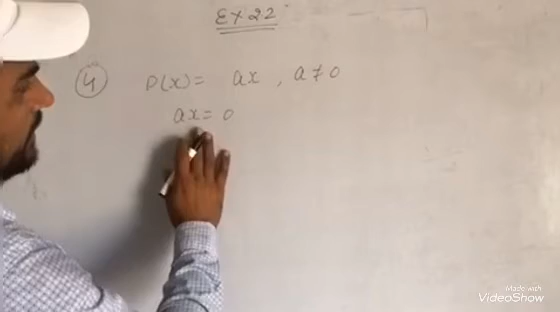 Ex 2.2
4 P(x) = ax , a ≠ 0
ax = 0
Made with
VideoShow